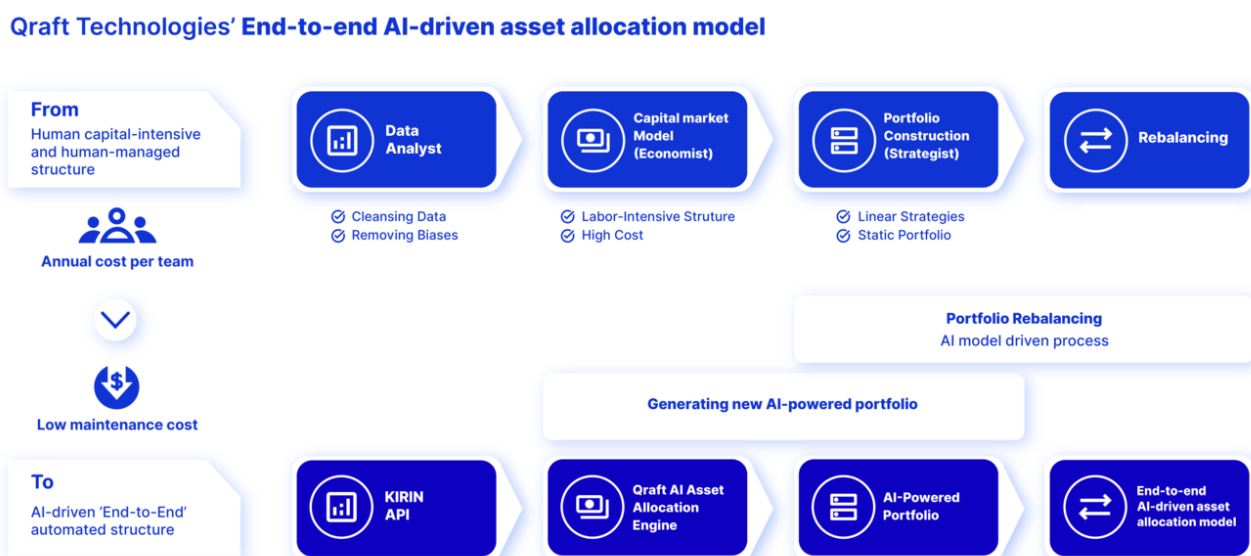 Qraft Technologies’ End-to-end AI-driven asset allocation model
From
Human capital-intensive
and human-managed
structure
Data
Analyst
Capital market
Model
(Economist)
Portfolio
Construction
(Strategist)
Rebalancing
Cleansing Data
Removing Biases
Labor-Intensive Struture
High Cost
Linear Strategies
Static Portfolio
Annual cost per team
Portfolio Rebalancing
AI model driven process
$
Low maintenance cost
Generating new AI-powered portfolio
To
AI-driven ‘End-to-End’
automated structure
KIRIN
API
Qraft AI Asset
Allocation
Engine
AI-Powered
Portfolio
End-to-end
AI-driven asset
allocation model